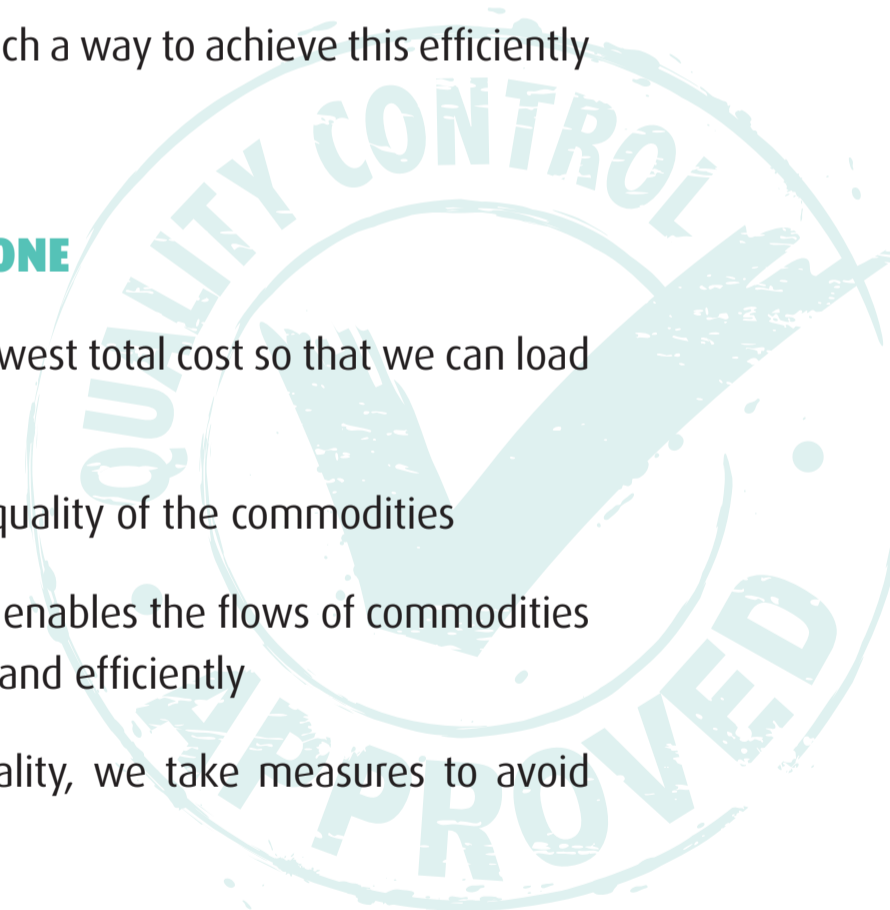 ch a way to achieve this efficiently
QUALITY CONTROL
ONE
west total cost so that we can load
quality of the commodities
enables the flows of commodities
and efficiently
ality, we take measures to avoid
APPROVED